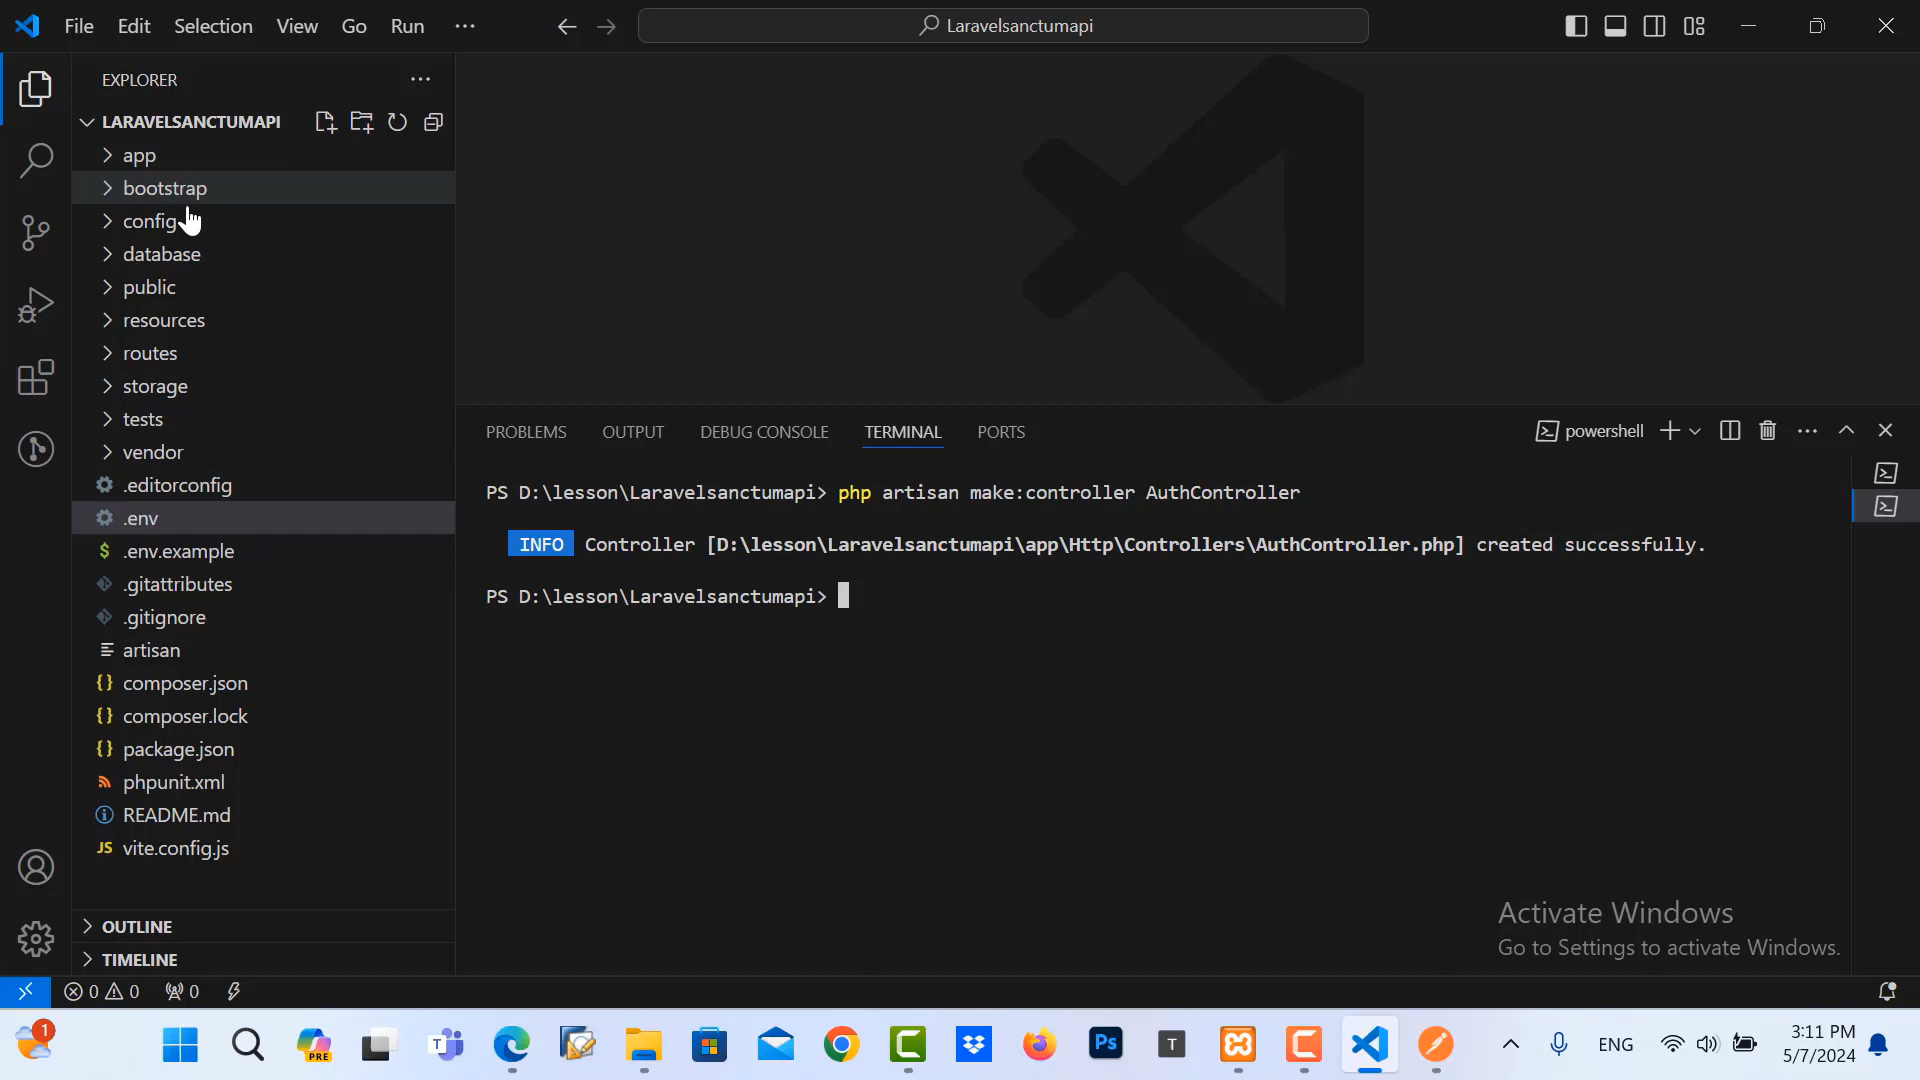 File Edit Selection View Go Run ···
Laravelsanctumapi
EXPLORER
LARAVELSANCTUMAPI
app
bootstrap
config
database
public
resources
routes
storage
tests
vendor
.editorconfig
.env
$ .env.example
.gitattributes
.gitignore
artisan
{} composer.json
{} composer.lock
{} package.json
phpunit.xml
README.md
JS vite.config.js
OUTLINE
TIMELINE
PROBLEMS OUTPUT DEBUG CONSOLE TERMINAL PORTS
powershell
PS D:\lesson\Laravelsanctumapi> php artisan make:controller AuthController
INFO Controller [D:\lesson\Laravelsanctumapi\app\Http\Controllers\AuthController.php] created successfully.
PS D:\lesson\Laravelsanctumapi>
Activate Windows
Go to Settings to activate Windows.
0 0 0
1
PRE
T
Ps
T
ENG
3:11 PM
5/7/2024